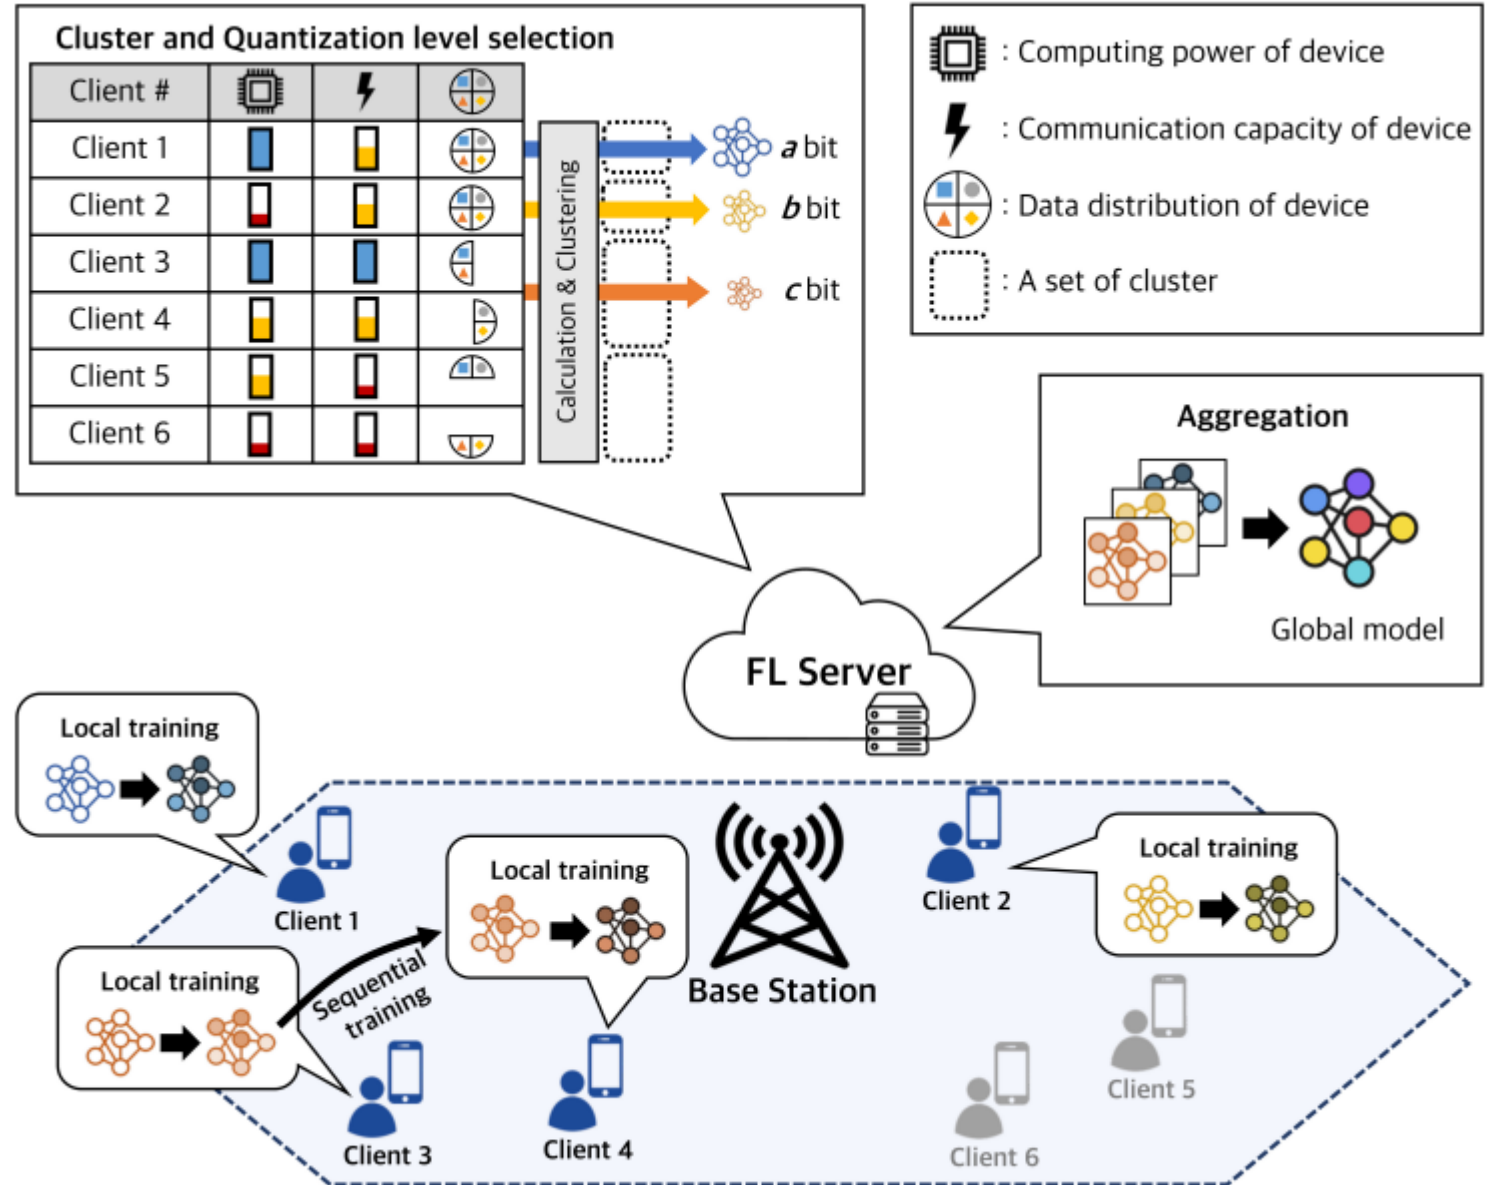 Cluster and Quantization level selection
Client #
Client 1
Client 2
Client 3
Client 4
Client 5
Client 6
Calculation & Clustering
a bit
b bit
c bit
: Computing power of device
: Communication capacity of device
: Data distribution of device
: A set of cluster
Aggregation
Global model
FL Server
Local training
Client 1
Local training
Client 2
Local training
Client 3
Sequential
training
Local training
Client 4
Base Station
Client 5
Client 6